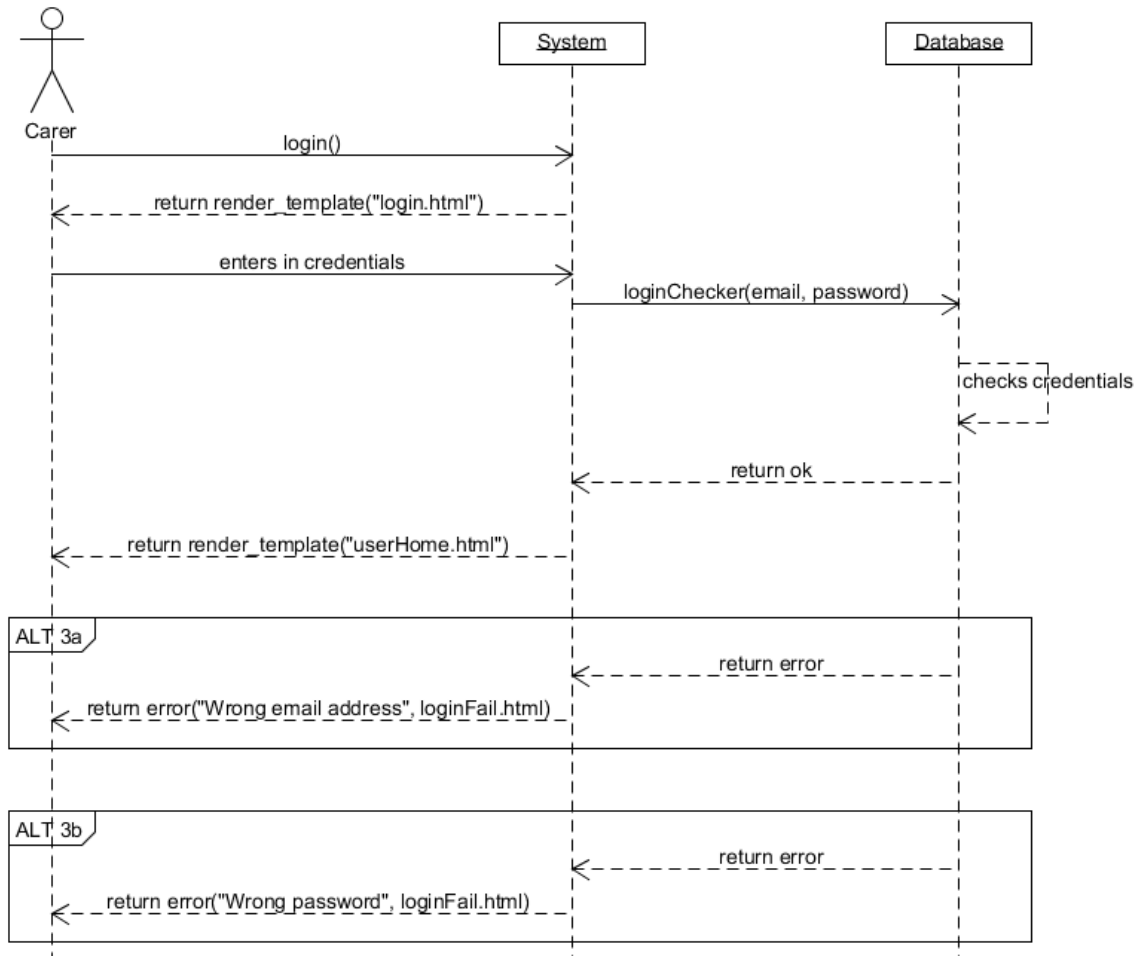 System
Database
Carer
login()
return render_template("login.html")
enters in credentials
loginChecker(email, password)
checks credentials
return ok
return render_template("userHome.html")
ALT 3a
return error
return error("Wrong email address", loginFail.html)
ALT 3b
return error
return error("Wrong password", loginFail.html)